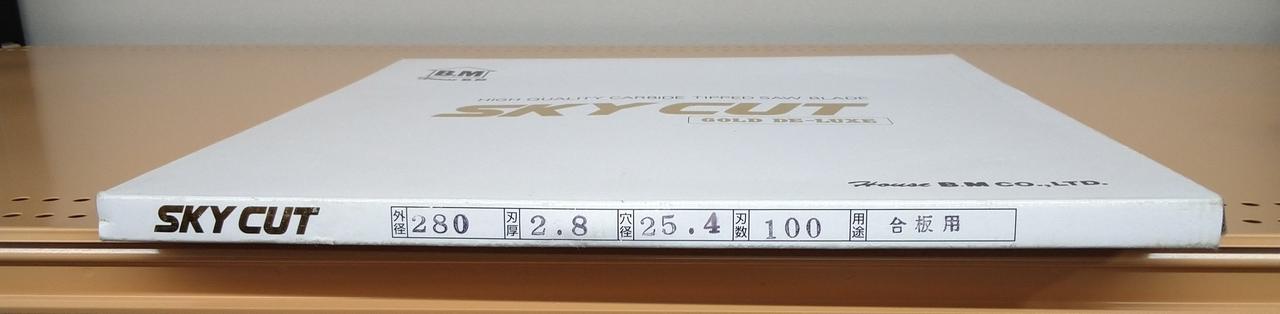 B.M
HIGH QUALITY CARBIDE TIPPED SAW BLADE
SKY CUT
GOLD DE-LUXE
House B.M CO.,LTD.
SKY CUT 外径 280 刃厚 2.8 穴径 25.4 刃数 100 用途 合板用